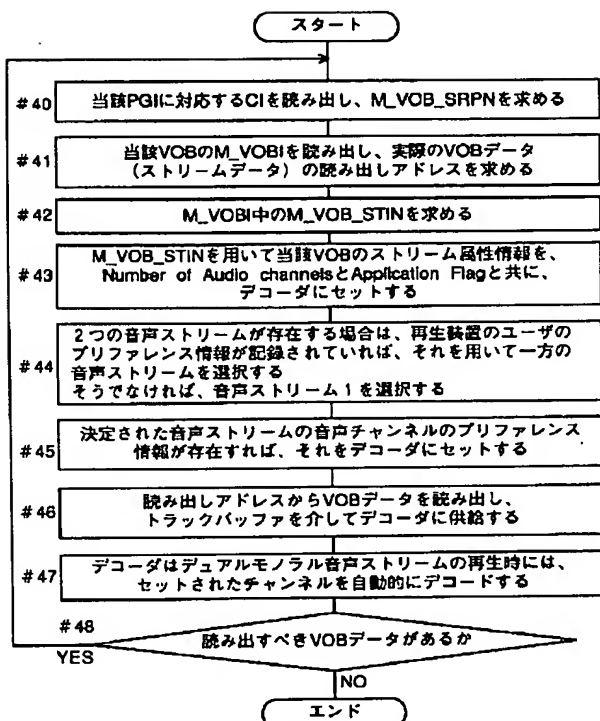 スタート
#40
当該PGIに対応するCIを読み出し、M_VOB_SRPNを求める
#41
当該VOBのM_VOBIを読み出し、実際のVOBデータ
（ストリームデータ）の読み出しアドレスを求める
#42
M_VOBI中のM_VOB_STINを求める
#43
M_VOB_STINを用いて当該VOBのストリーム属性情報を、
Number of Audio channelsとApplication Flagと共に、
デコーダにセットする
#44
２つの音声ストリームが存在する場合は、再生装置のユーザの
プリファレンス情報が記録されていれば、それを用いて一方の
音声ストリームを選択する
そうでなければ、音声ストリーム１を選択する
#45
決定された音声ストリームの音声チャンネルのプリファレンス
情報が存在すれば、それをデコーダにセットする
#46
読み出しアドレスからVOBデータを読み出し、
トラックバッファを介してデコーダに供給する
#47
デコーダはデュアルモノラル音声ストリームの再生時には、
セットされたチャンネルを自動的にデコードする
#48
読み出すべきVOBデータがあるか
YES
NO
エンド